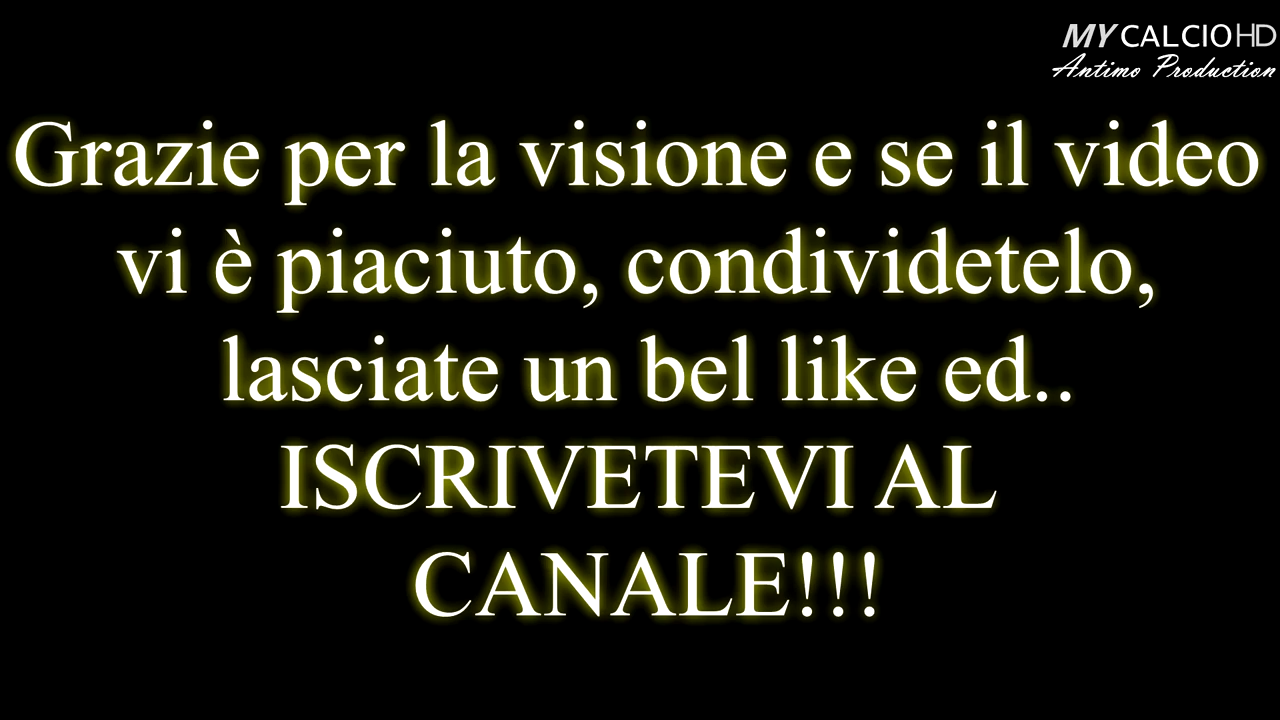 MY CALCIO HD
Antimo Production
Grazie per la visione e se il video
vi è piaciuto, condividetelo,
lasciate un bel like ed..
ISCRIVETEVI AL
CANALE!!!